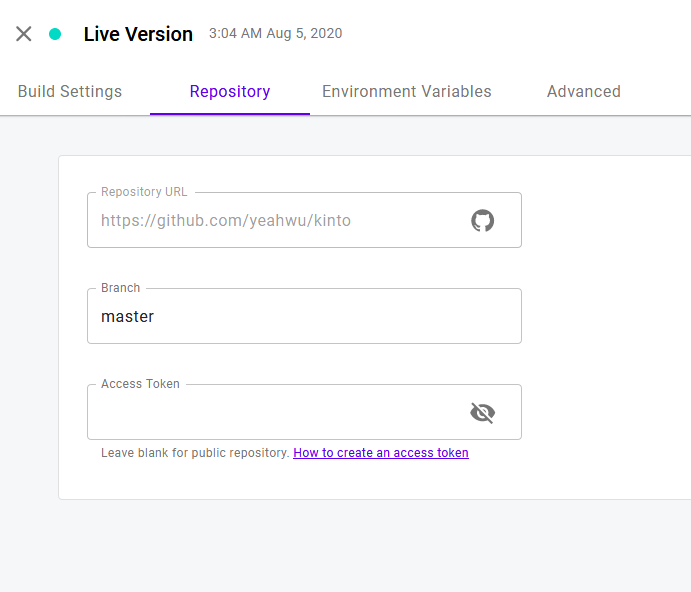 Live Version 3:04 AM Aug 5, 2020
Build Settings Repository Environment Variables Advanced
Repository URL
https://github.com/yeahwu/kinto
Branch
master
Access Token
Leave blank for public repository. How to create an access token